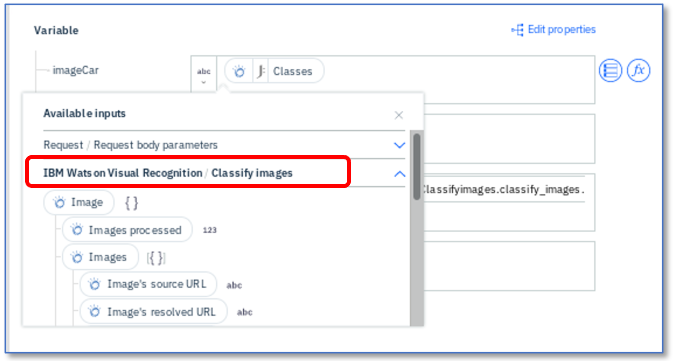 Variable
Edit properties
imageCar
abc
Classes
fx
Available inputs
Request / Request body parameters
IBM Watson Visual Recognition / Classify images
Classifyimages.classify_images.
Image { }
Images processed 123
Images [{ }]
Image's source URL abc
Image's resolved URL abc